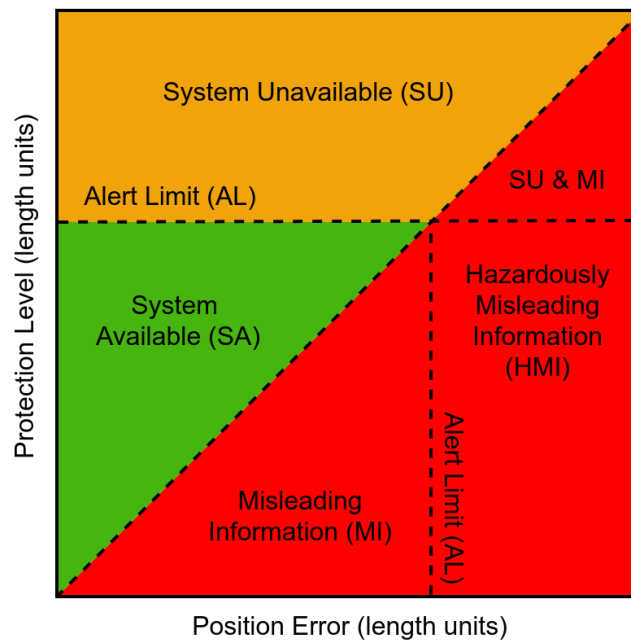 System Unavailable (SU)
SU & MI
Alert Limit (AL)
Hazardously
Misleading
Information
(HMI)
System
Available (SA)
Misleading
Information (MI)
Alert Limit (AL)
Protection Level (length units)
Position Error (length units)